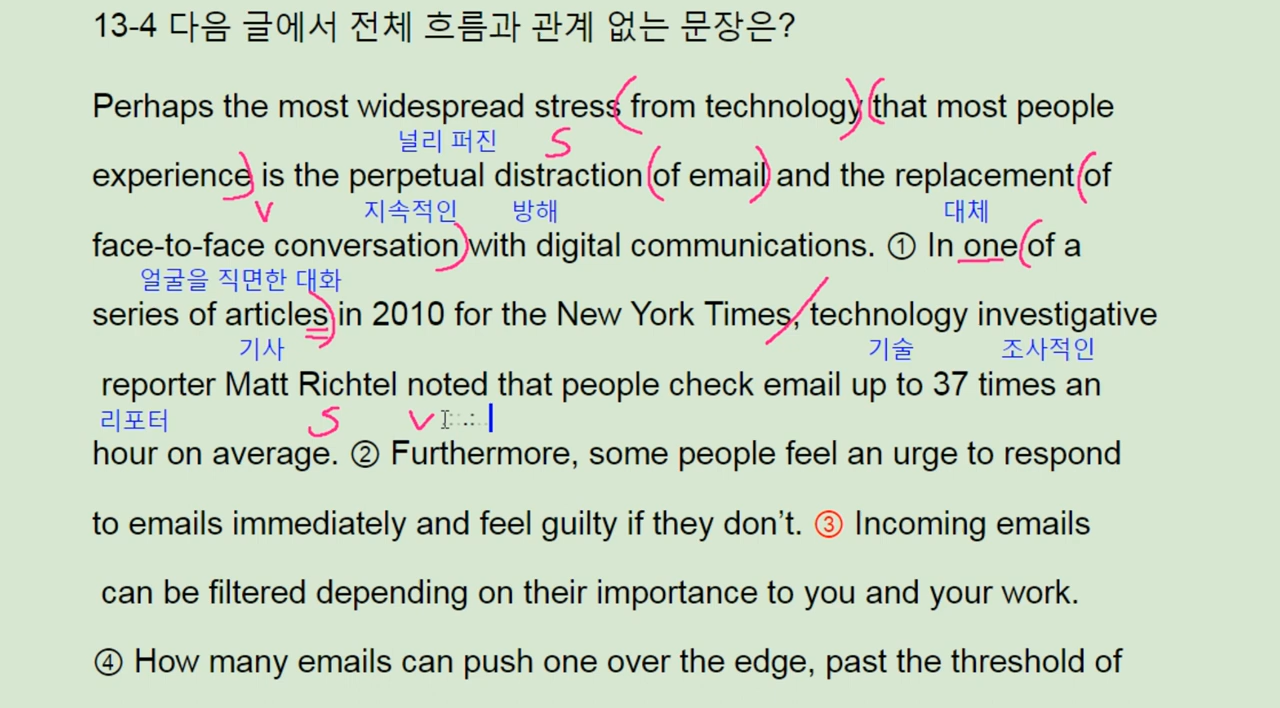 13-4 다음 글에서 전체 흐름과 관계 없는 문장은?
Perhaps the most widespread stress (from technology) (that most people
널리 퍼진 S
experience) is the perpetual distraction (of email) and the replacement (of
V 지속적인 방해 대체
face-to-face conversation) with digital communications. ① In one (of a
얼굴을 직면한 대화
series of articles) in 2010 for the New York Times, / technology investigative
기사 기술 조사적인
reporter Matt Richtel noted that people check email up to 37 times an
리포터 S V
hour on average. ② Furthermore, some people feel an urge to respond
to emails immediately and feel guilty if they don't. ③ Incoming emails
can be filtered depending on their importance to you and your work.
④ How many emails can push one over the edge, past the threshold of